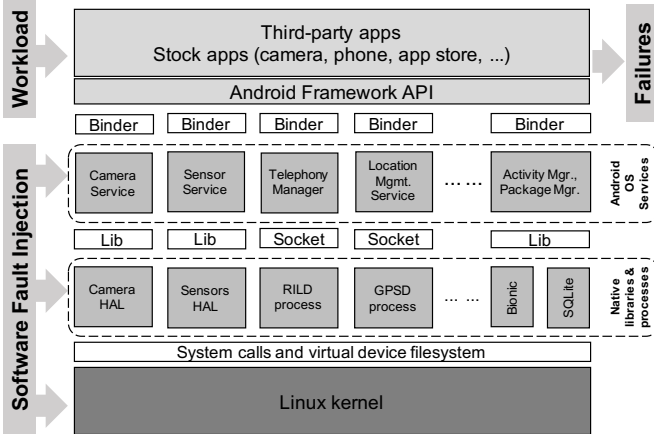 Workload
Third-party apps
Stock apps (camera, phone, app store, ...)
Failures
Android Framework API
Binder
Binder
Binder
Binder
Binder
Software Fault Injection
Camera
Service
Sensor
Service
Telephony
Manager
Location
Mgmt.
Service
... ...
Activity Mgr.,
Package Mgr.
Android
OS
Services
Lib
Lib
Socket
Socket
Lib
Camera
HAL
Sensors
HAL
RILD
process
GPSD
process
... ...
Bionic
SQLite
Native
libraries &
processes
System calls and virtual device filesystem
Linux kernel